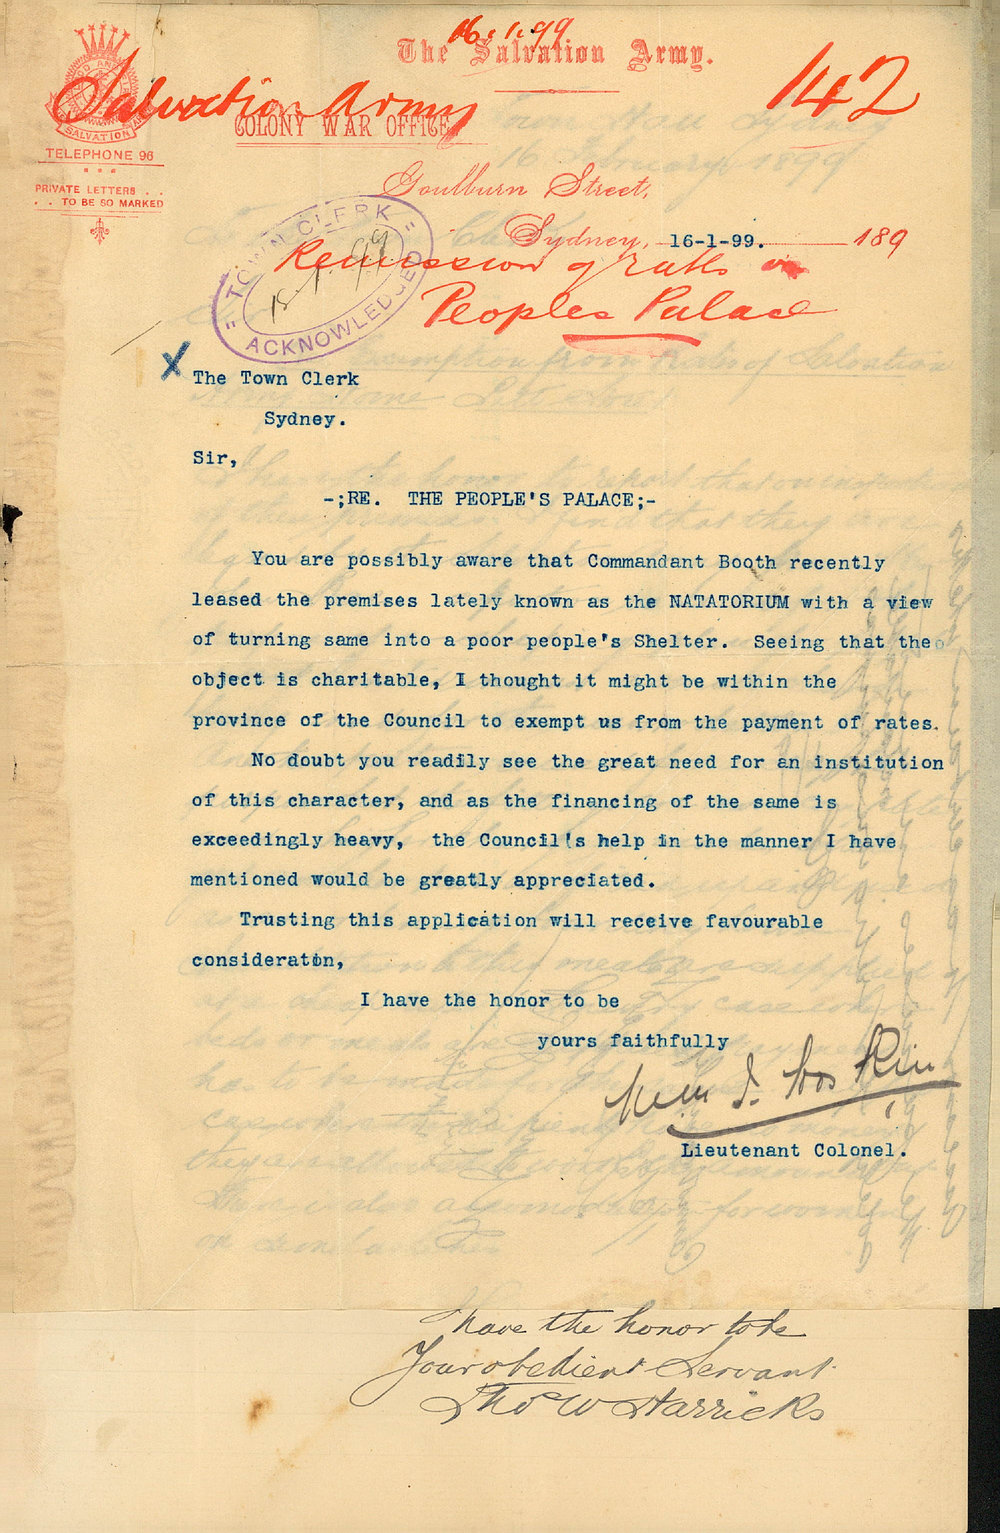 16.1.99
The Salvation Army.
Salvation Army
142
COLONY WAR OFFICE
BLOOD AND FIRE
SALVATION ARMY
TELEPHONE 96
PRIVATE LETTERS . .
. . TO BE SO MARKED
Goulburn Street,
Sydney, 16-1-99. 189
TOWN CLERK
18.1.99
ACKNOWLEDGED
Remission of rates
Peoples Palace
X
The Town Clerk
Sydney.
Sir,
-;RE. THE PEOPLE'S PALACE;-
You are possibly aware that Commandant Booth recently
leased the premises lately known as the NATATORIUM with a view
of turning same into a poor people's Shelter. Seeing that the
object is charitable, I thought it might be within the
province of the Council to exempt us from the payment of rates.
No doubt you readily see the great need for an institution
of this character, and as the financing of the same is
exceedingly heavy, the Council's help in the manner I have
mentioned would be greatly appreciated.
Trusting this application will receive favourable
consideration,
I have the honor to be
yours faithfully
Lieutenant Colonel.
have the honor to be
Your obedient Servant
Tho W Harricks